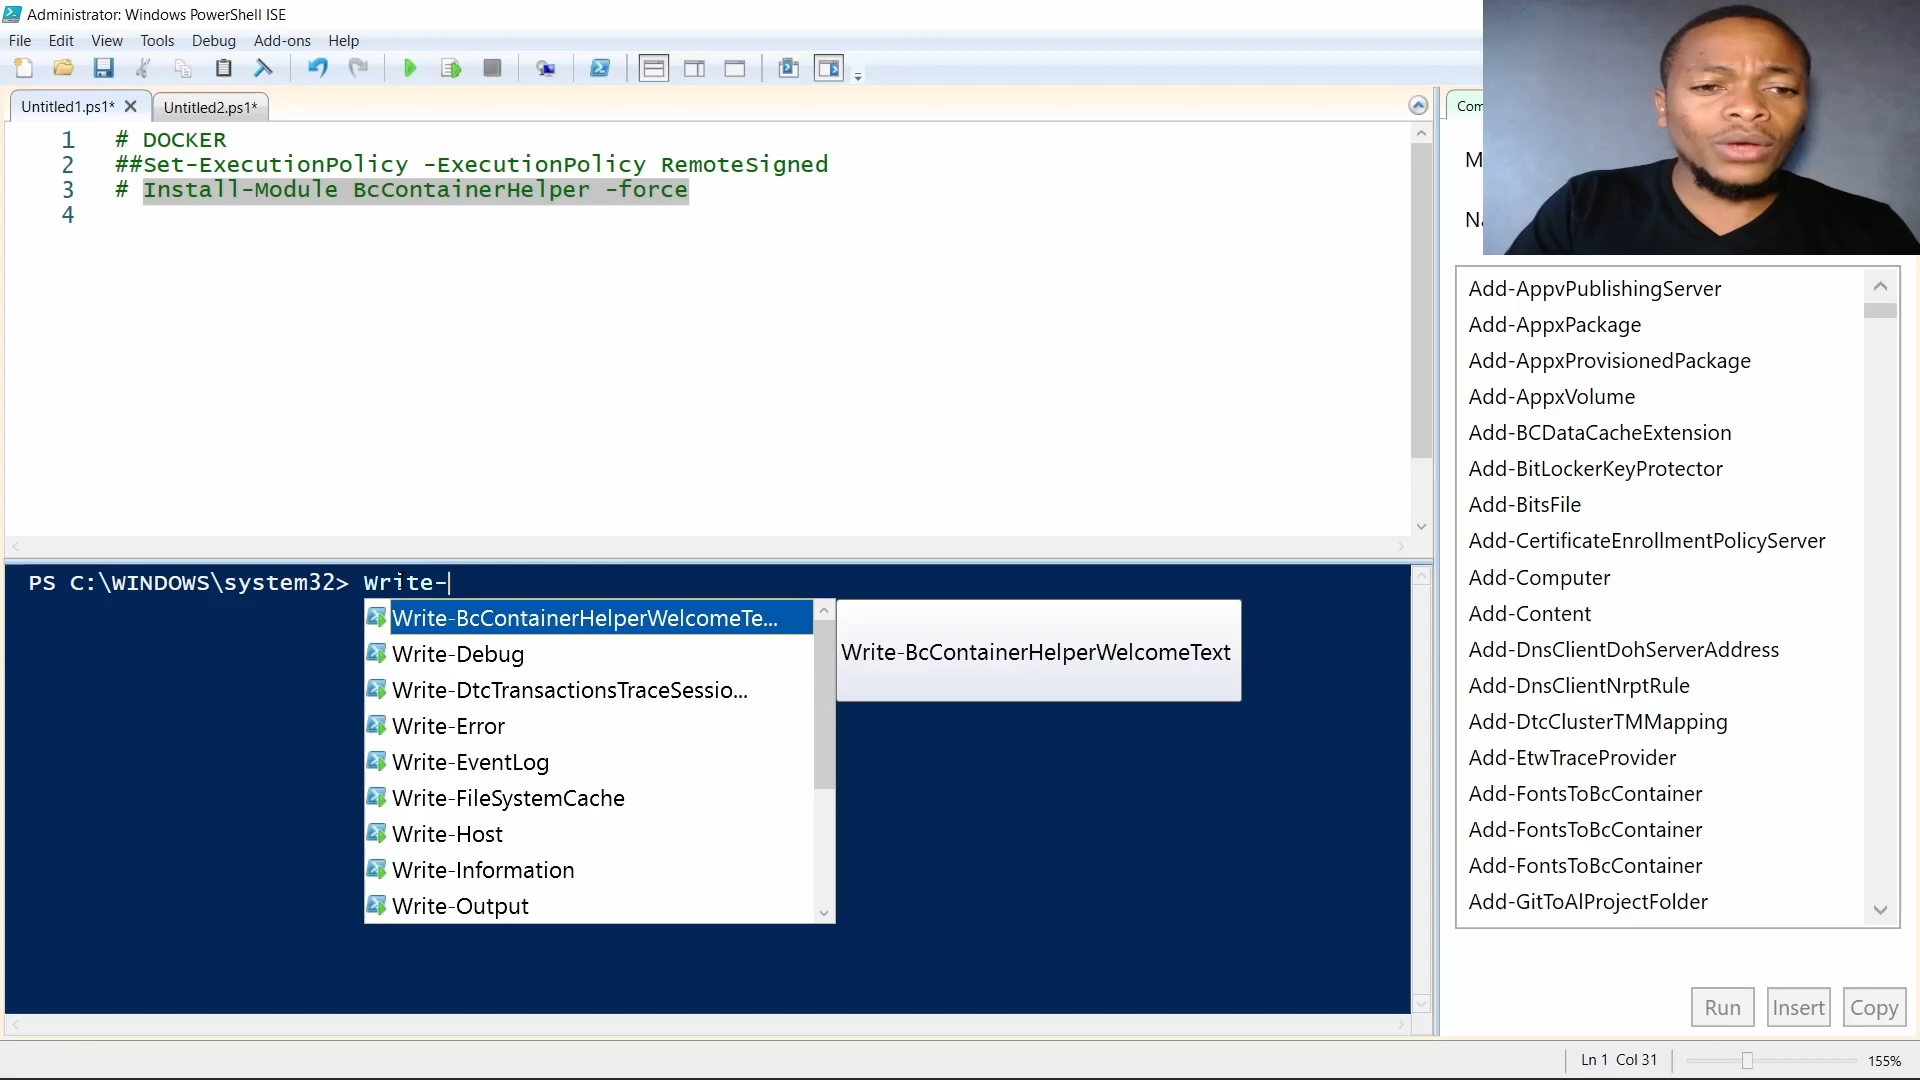 Administrator: Windows PowerShell ISE
File Edit View Tools Debug Add-ons Help
Untitled1.ps1* Untitled2.ps1*
1 # DOCKER
2 ##Set-ExecutionPolicy -ExecutionPolicy RemoteSigned
3 # Install-Module BcContainerHelper -force
4
PS C:\WINDOWS\system32> Write-
Write-BcContainerHelperWelcomeTe...
Write-Debug
Write-DtcTransactionsTraceSessio...
Write-Error
Write-EventLog
Write-FileSystemCache
Write-Host
Write-Information
Write-Output
Write-BcContainerHelperWelcomeText
Com
M
Na
Add-AppvPublishingServer
Add-AppxPackage
Add-AppxProvisionedPackage
Add-AppxVolume
Add-BCDataCacheExtension
Add-BitLockerKeyProtector
Add-BitsFile
Add-CertificateEnrollmentPolicyServer
Add-Computer
Add-Content
Add-DnsClientDohServerAddress
Add-DnsClientNrptRule
Add-DtcClusterTMMapping
Add-EtwTraceProvider
Add-FontsToBcContainer
Add-FontsToBcContainer
Add-FontsToBcContainer
Add-GitToAlProjectFolder
Run Insert Copy
Ln 1 Col 31 155%